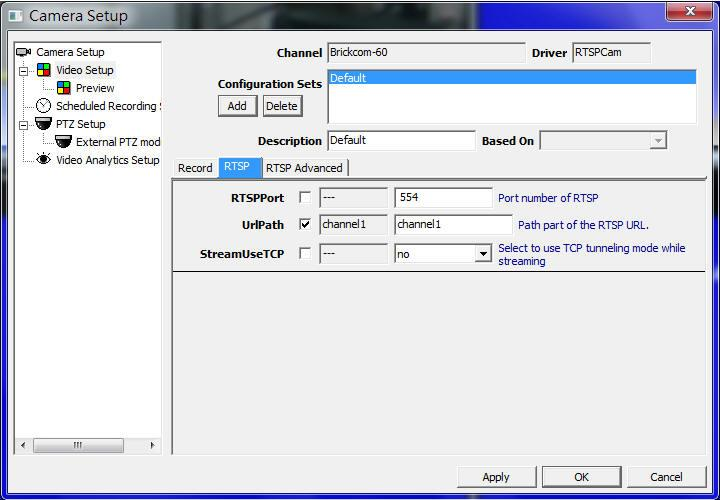 Camera Setup
Camera Setup
Video Setup
Preview
Scheduled Recording
PTZ Setup
External PTZ mod
Video Analytics Setup
Channel Brickcom-60 Driver RTSPCam
Configuration Sets Default
Add Delete
Description Default Based On
Record RTSP RTSP Advanced
RTSPPort --- 554 Port number of RTSP
UrlPath channel1 channel1 Path part of the RTSP URL.
StreamUseTCP --- no Select to use TCP tunneling mode while
streaming
Apply OK Cancel